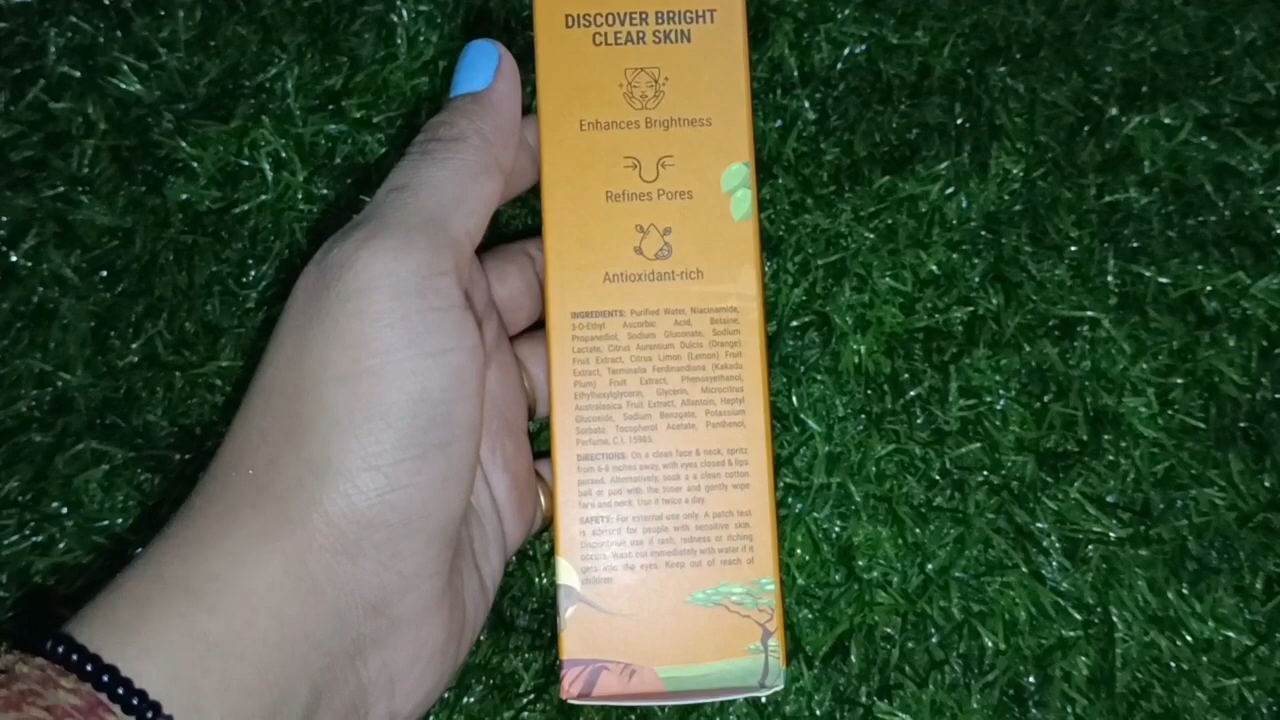 DISCOVER BRIGHT
CLEAR SKIN
Enhances Brightness
Refines Pores
Antioxidant-rich
INGREDIENTS: Purified Water, Niacinamide,
3-O-Ethyl Ascorbic Acid, Betaine,
Propanediol, Sodium Gluconate, Sodium
Lactate, Citrus Aurantium Dulcis (Orange)
Fruit Extract, Citrus Limon (Lemon) Fruit
Extract, Terminalia Ferdinandiana (Kakadu
Plum) Fruit Extract, Phenoxyethanol,
Ethylhexylglycerin, Glycerin, Microcitrus
Australasica Fruit Extract, Allantoin, Heptyl
Glucoside, Sodium Benzoate, Potassium
Sorbate, Tocopherol Acetate, Panthenol,
Perfume, C.I. 15985.
DIRECTIONS: On a clean face & neck, spritz
from 6-8 inches away, with eyes closed & lips
pursed. Alternatively, soak a a clean cotton
ball or pad with the toner and gently wipe
face and neck. Use it twice a day.
SAFETY: For external use only. A patch test
is advised for people with sensitive skin.
Discontinue use if rash, redness or itching
occurs. Wash out immediately with water if it
gets into the eyes. Keep out of reach of
children.